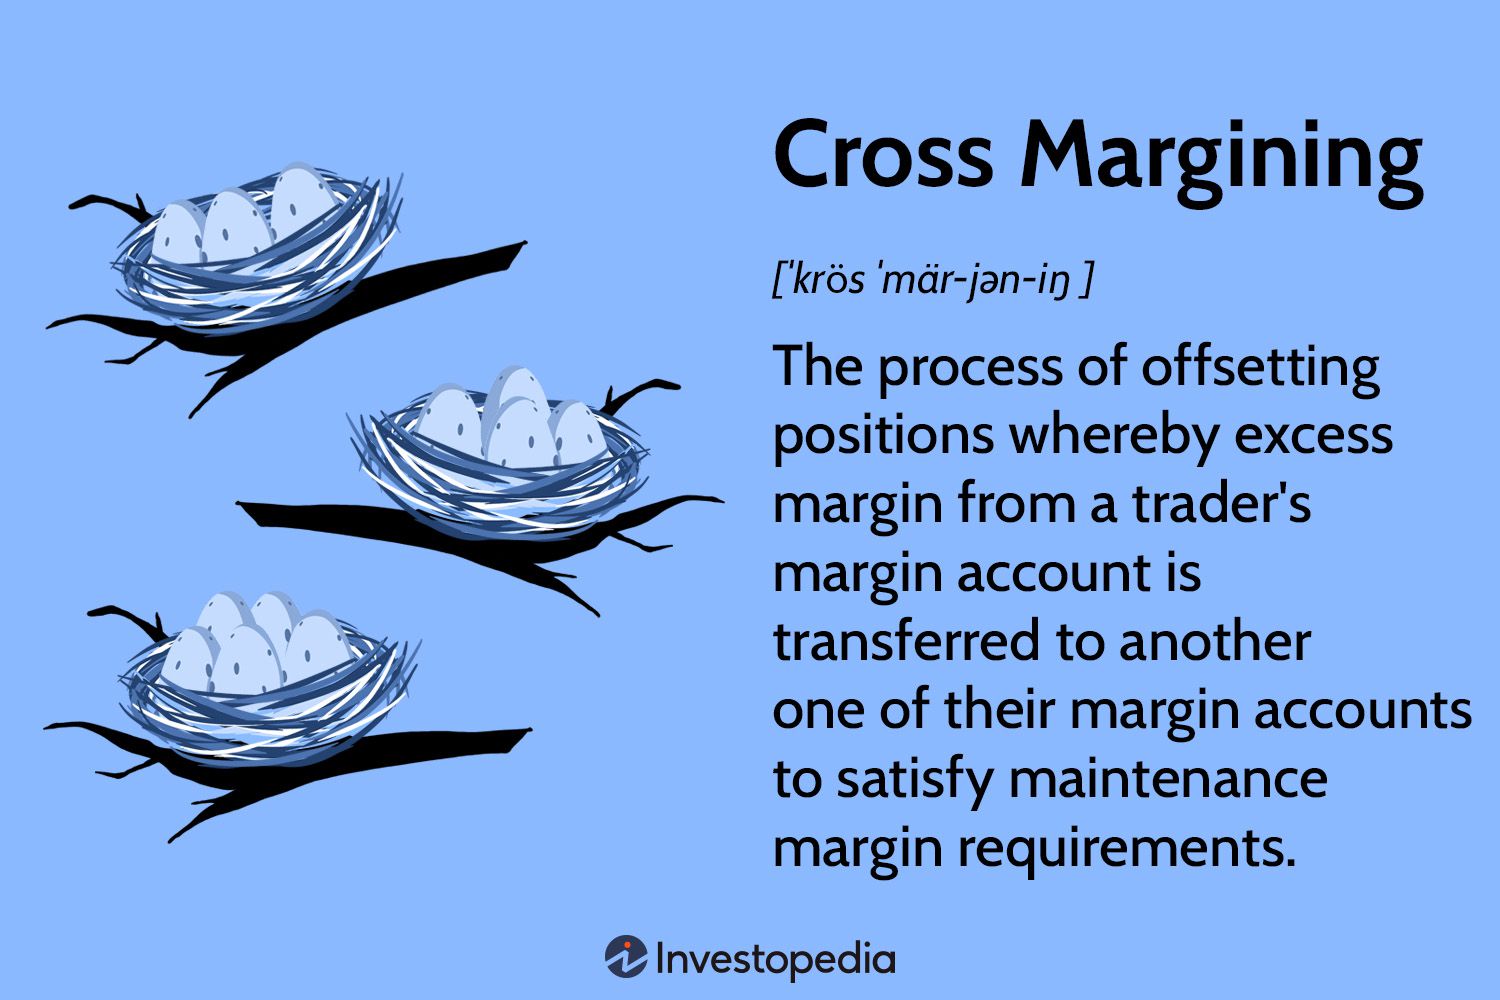 Cross Margining
[ˈkrös ˈmär-jən-iŋ ]
The process of offsetting
positions whereby excess
margin from a trader's
margin account is
transferred to another
one of their margin accounts
to satisfy maintenance
margin requirements.
Investopedia